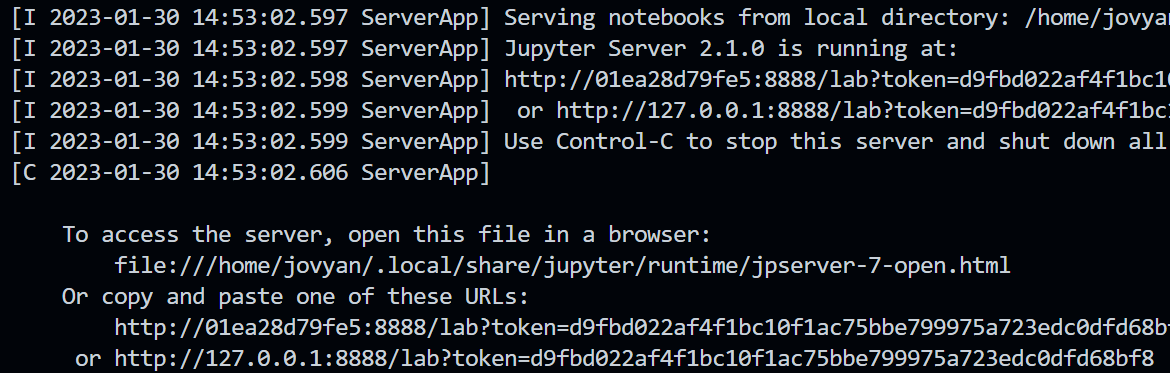 [I 2023-01-30 14:53:02.597 ServerApp] Serving notebooks from local directory: /home/jovyan
[I 2023-01-30 14:53:02.597 ServerApp] Jupyter Server 2.1.0 is running at:
[I 2023-01-30 14:53:02.598 ServerApp] http://01ea28d79fe5:8888/lab?token=d9fbd022af4f1bc10
[I 2023-01-30 14:53:02.599 ServerApp]  or http://127.0.0.1:8888/lab?token=d9fbd022af4f1bc
[I 2023-01-30 14:53:02.599 ServerApp] Use Control-C to stop this server and shut down all
[C 2023-01-30 14:53:02.606 ServerApp]
To access the server, open this file in a browser:
file:///home/jovyan/.local/share/jupyter/runtime/jpserver-7-open.html
Or copy and paste one of these URLs:
http://01ea28d79fe5:8888/lab?token=d9fbd022af4f1bc10f1ac75bbe799975a723edc0dfd68b
or http://127.0.0.1:8888/lab?token=d9fbd022af4f1bc10f1ac75bbe799975a723edc0dfd68bf8